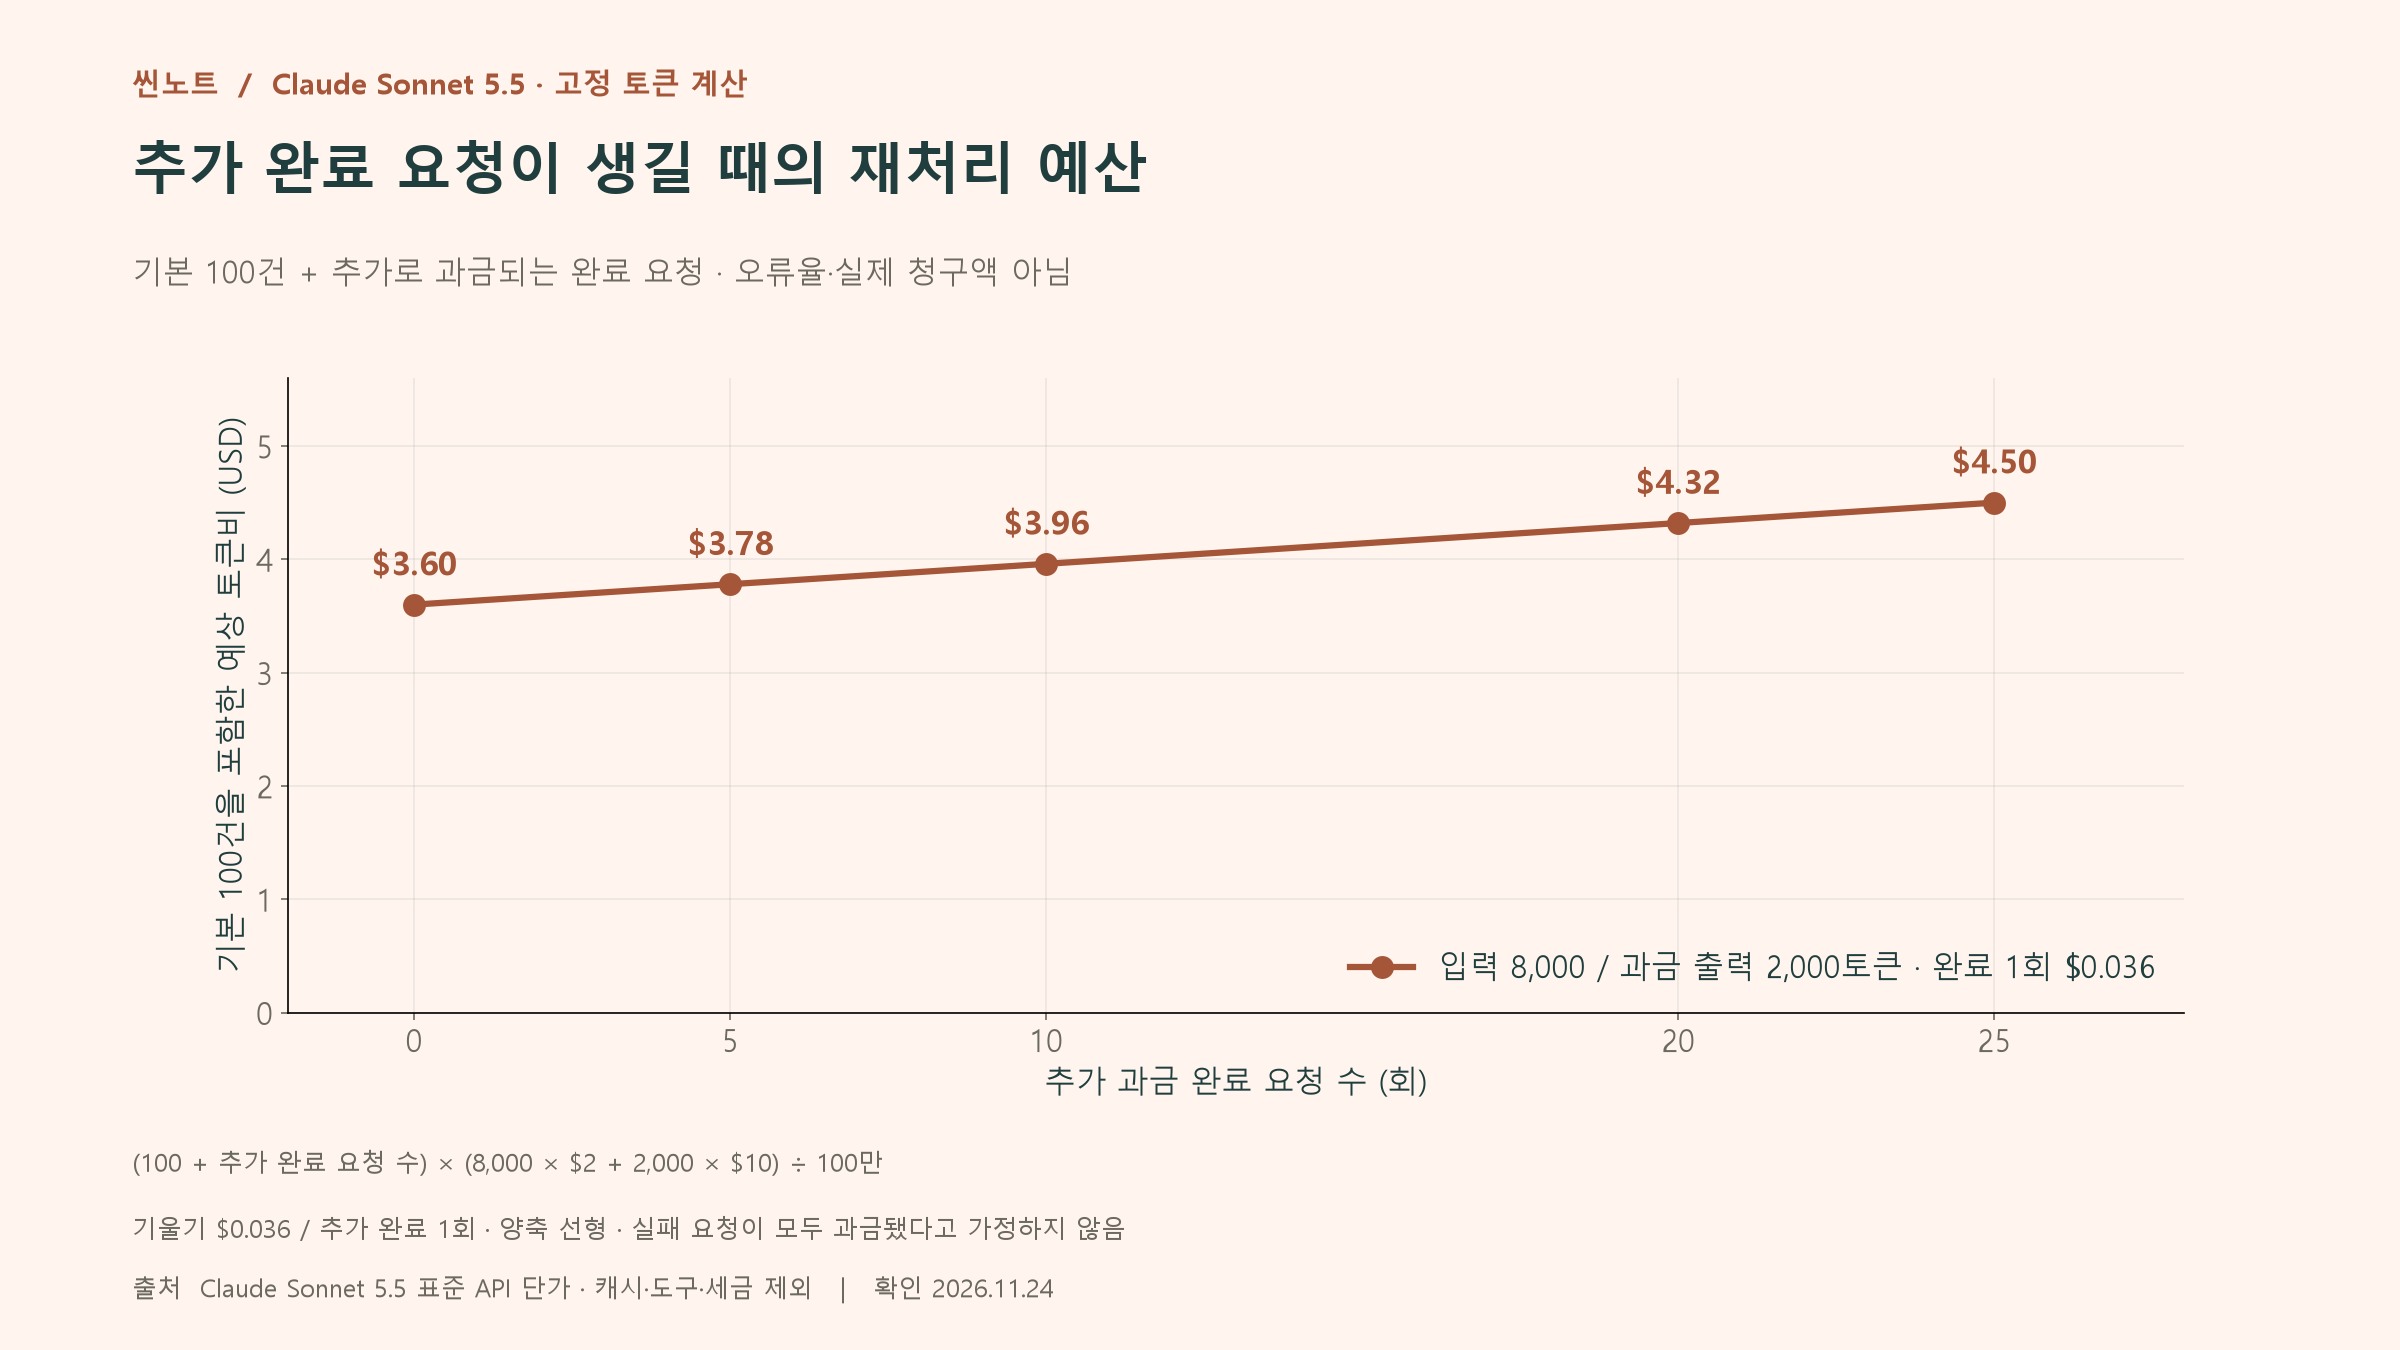 씬노트 / Claude Sonnet 5.5 · 고정 토큰 계산
추가 완료 요청이 생길 때의 재처리 예산
기본 100건 + 추가로 과금되는 완료 요청 · 오류율·실제 청구액 아님
기본 100건을 포함한 예상 토큰비 (USD)
5
4
3
2
1
0
$3.60
$3.78
$3.96
$4.32
$4.50
입력 8,000 / 과금 출력 2,000토큰 · 완료 1회 $0.036
0 5 10 20 25
추가 과금 완료 요청 수 (회)
(100 + 추가 완료 요청 수) × (8,000 × $2 + 2,000 × $10) ÷ 100만
기울기 $0.036 / 추가 완료 1회 · 양축 선형 · 실패 요청이 모두 과금됐다고 가정하지 않음
출처 Claude Sonnet 5.5 표준 API 단가 · 캐시·도구·세금 제외 | 확인 2026.11.24